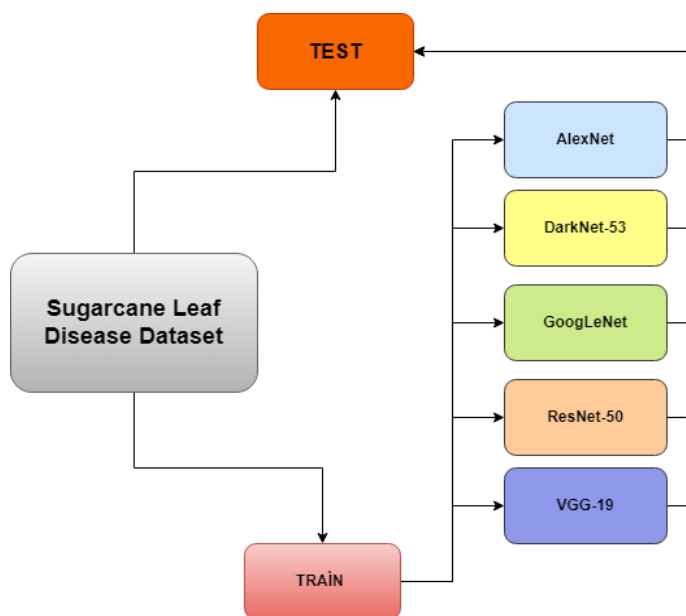 TEST
AlexNet
DarkNet-53
Sugarcane Leaf
Disease Dataset
GoogLeNet
ResNet-50
VGG-19
TRAİN